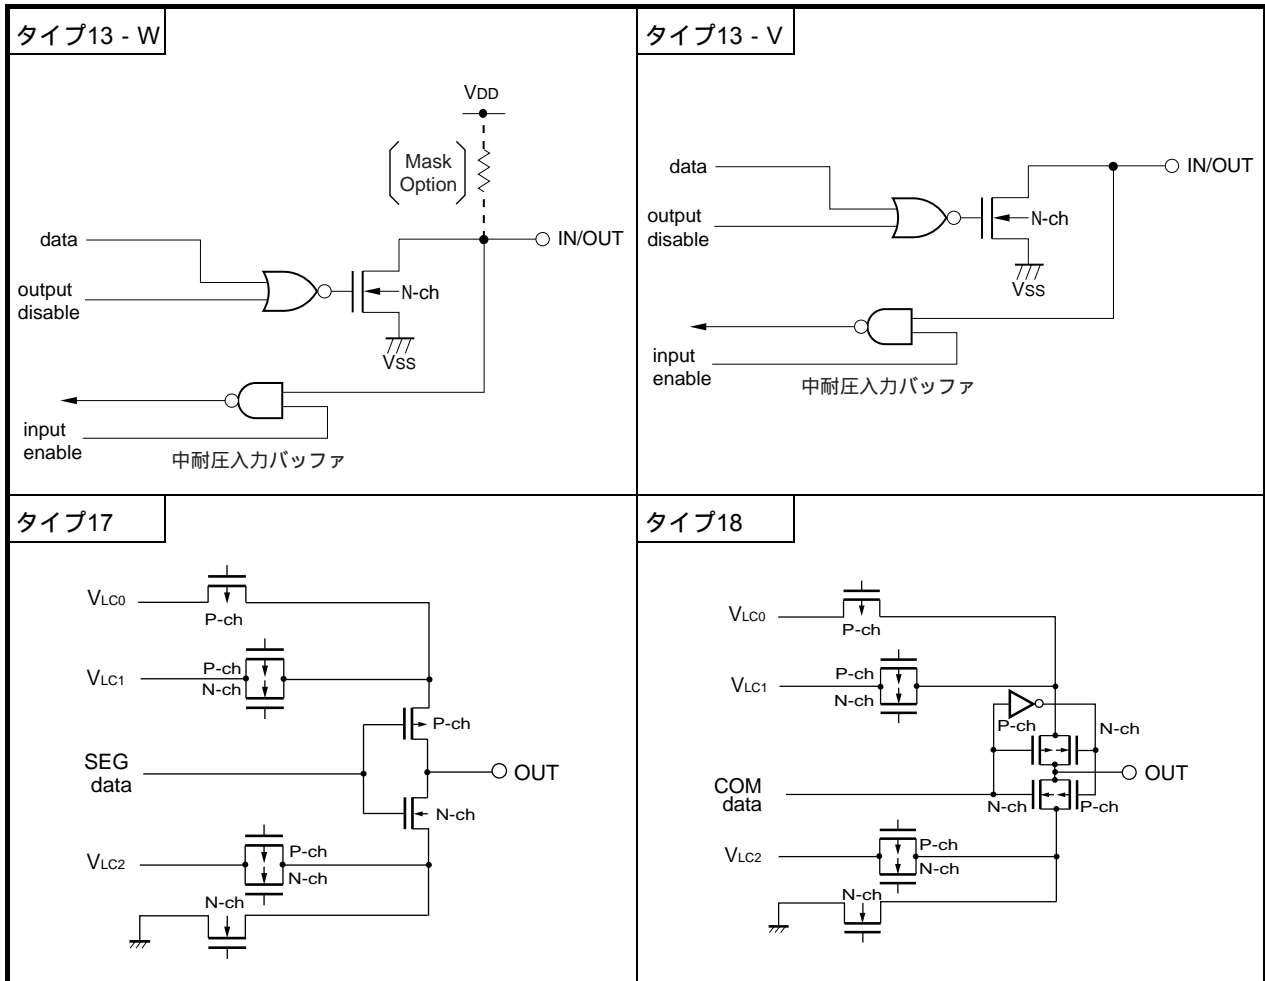 タイプ13 - W
VDD
Mask
Option
data
IN/OUT
output
disable
N-ch
VSS
input
enable
中耐圧入力バッファ
タイプ13 - V
data
IN/OUT
output
disable
N-ch
VSS
input
enable
中耐圧入力バッファ
タイプ17
VLC0
P-ch
VLC1
P-ch
N-ch
P-ch
SEG
data
OUT
N-ch
VLC2
P-ch
N-ch
N-ch
タイプ18
VLC0
P-ch
VLC1
P-ch
N-ch
P-ch
N-ch
COM
data
OUT
N-ch
P-ch
VLC2
P-ch
N-ch
N-ch